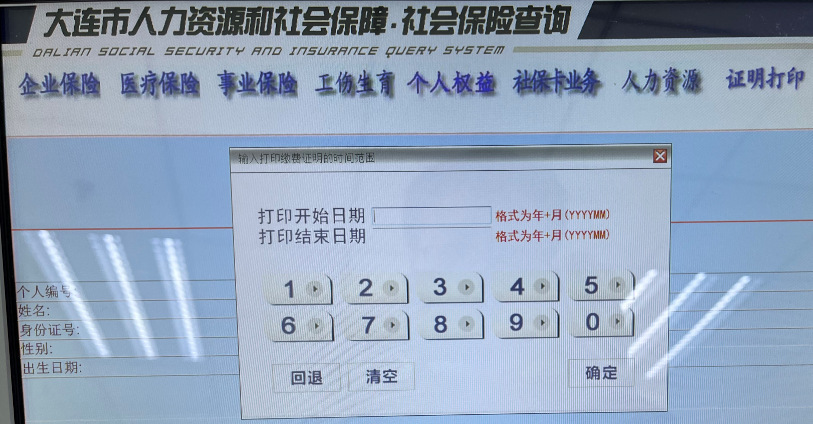 大连市人力资源和社会保障·社会保险查询
DALIAN SOCIAL SECURITY AND INSURANCE QUERY SYSTEM
企业保险 医疗保险 事业保险 工伤生育 个人权益 社保卡业务 人力资源 证明打印
输入打印缴费证明的时间范围
打印开始日期 格式为年+月(YYYYMM)
打印结束日期 格式为年+月(YYYYMM)
1 2 3 4 5
6 7 8 9 0
回退 清空 确定
个人编号:
姓名:
身份证号:
性别:
出生日期: